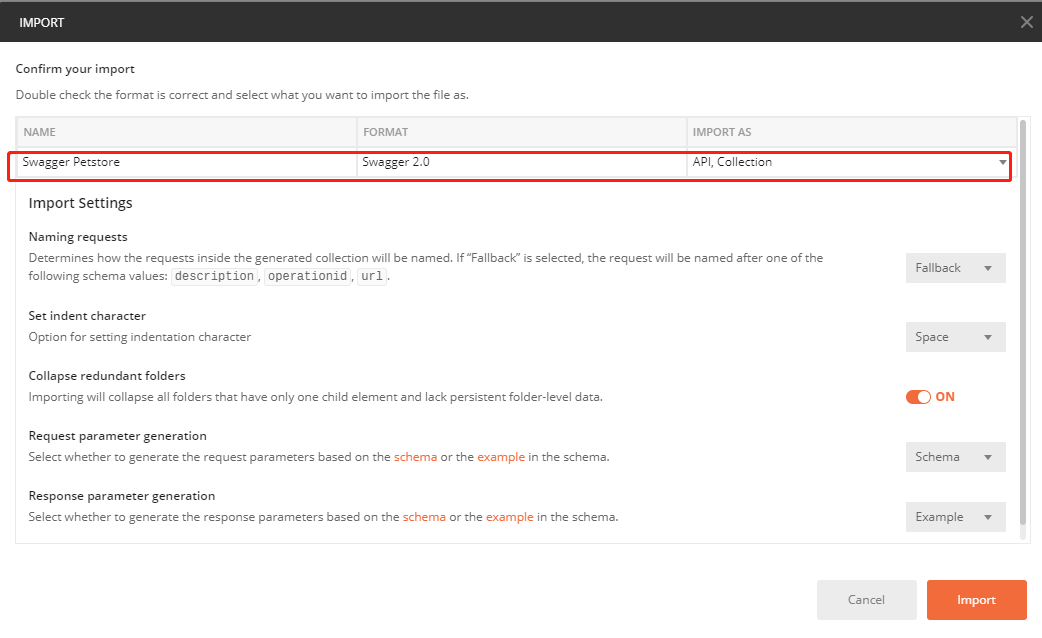 IMPORT
Confirm your import
Double check the format is correct and select what you want to import the file as.
NAME FORMAT IMPORT AS
Swagger Petstore Swagger 2.0 API, Collection
Import Settings
Naming requests
Determines how the requests inside the generated collection will be named. If “Fallback” is selected, the request will be named after one of the
following schema values: description, operationid, url.
Fallback
Set indent character
Option for setting indentation character
Space
Collapse redundant folders
Importing will collapse all folders that have only one child element and lack persistent folder-level data.
ON
Request parameter generation
Select whether to generate the request parameters based on the schema or the example in the schema.
Schema
Response parameter generation
Select whether to generate the response parameters based on the schema or the example in the schema.
Example
Cancel Import